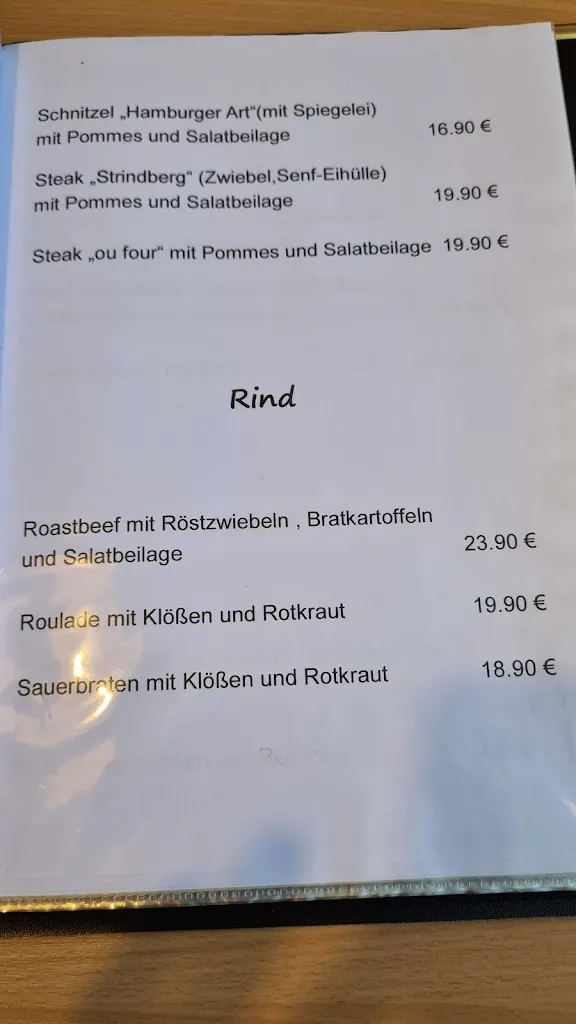 Schnitzel „Hamburger Art“(mit Spiegelei)
mit Pommes und Salatbeilage 16.90 €
Steak „Strindberg“ (Zwiebel,Senf-Eihülle)
mit Pommes und Salatbeilage 19.90 €
Steak „ou four“ mit Pommes und Salatbeilage 19.90 €
Rind
Roastbeef mit Röstzwiebeln , Bratkartoffeln
und Salatbeilage 23.90 €
Roulade mit Klößen und Rotkraut 19.90 €
Sauerbraten mit Klößen und Rotkraut 18.90 €